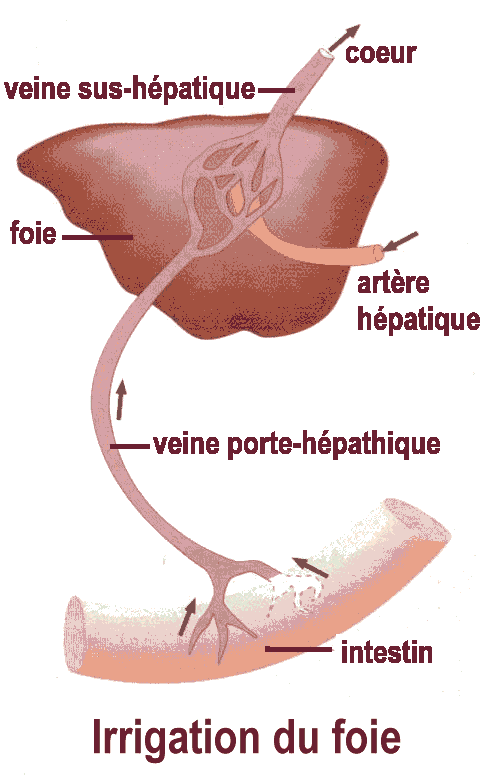 coeur
veine sus-hépatique
foie
artère
hépatique
veine porte-hépathique
intestin
Irrigation du foie